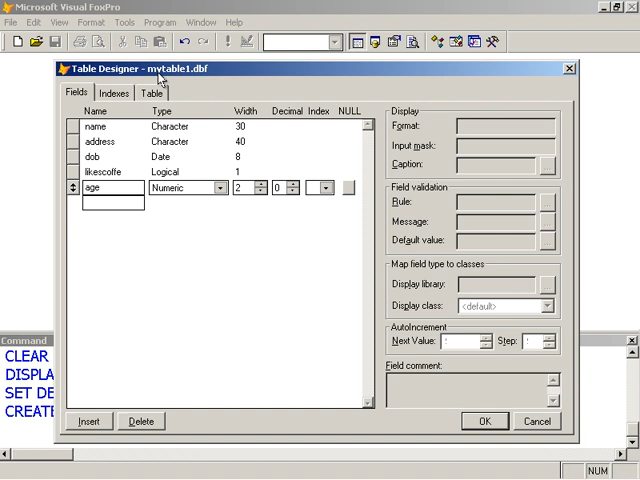 Microsoft Visual FoxPro
File Edit View Format Tools Program Window Help
Table Designer - mytable1.dbf
Fields Indexes Table
Name Type Width Decimal Index NULL
name Character 30
address Character 40
dob Date 8
likescoffe Logical 1
age Numeric 2 0
Display
Format:
Input mask:
Caption:
Field validation
Rule:
Message:
Default value:
Map field type to classes
Display library:
Display class: <default>
AutoIncrement
Next Value: Step:
Field comment:
Insert Delete OK Cancel
Command
CLEAR
DISPLA
SET DE
CREATE
NUM